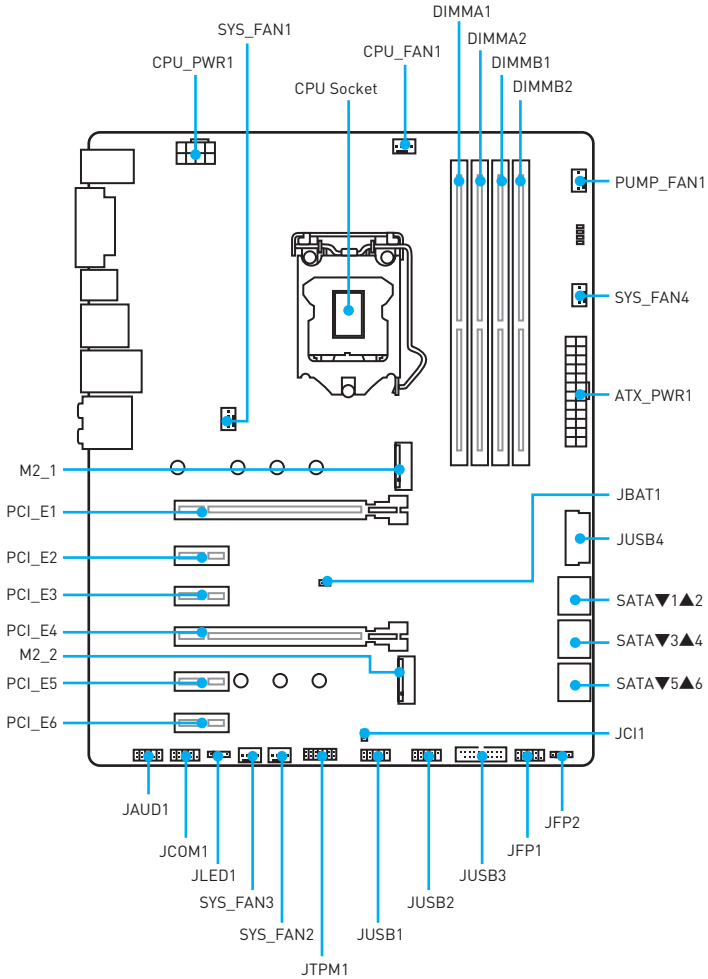 DIMMA1
SYS_FAN1
DIMMA2
CPU_FAN1
CPU_PWR1
DIMMB1
CPU Socket
DIMMB2
PUMP_FAN1
SYS_FAN4
ATX_PWR1
M2_1
JBAT1
PCI_E1
JUSB4
PCI_E2
PCI_E3
SATA▼1▲2
PCI_E4
SATA▼3▲4
M2_2
PCI_E5
SATA▼5▲6
PCI_E6
JCI1
JAUD1
JFP2
JCOM1
JFP1
JLED1
JUSB3
SYS_FAN3
JUSB2
SYS_FAN2
JUSB1
JTPM1